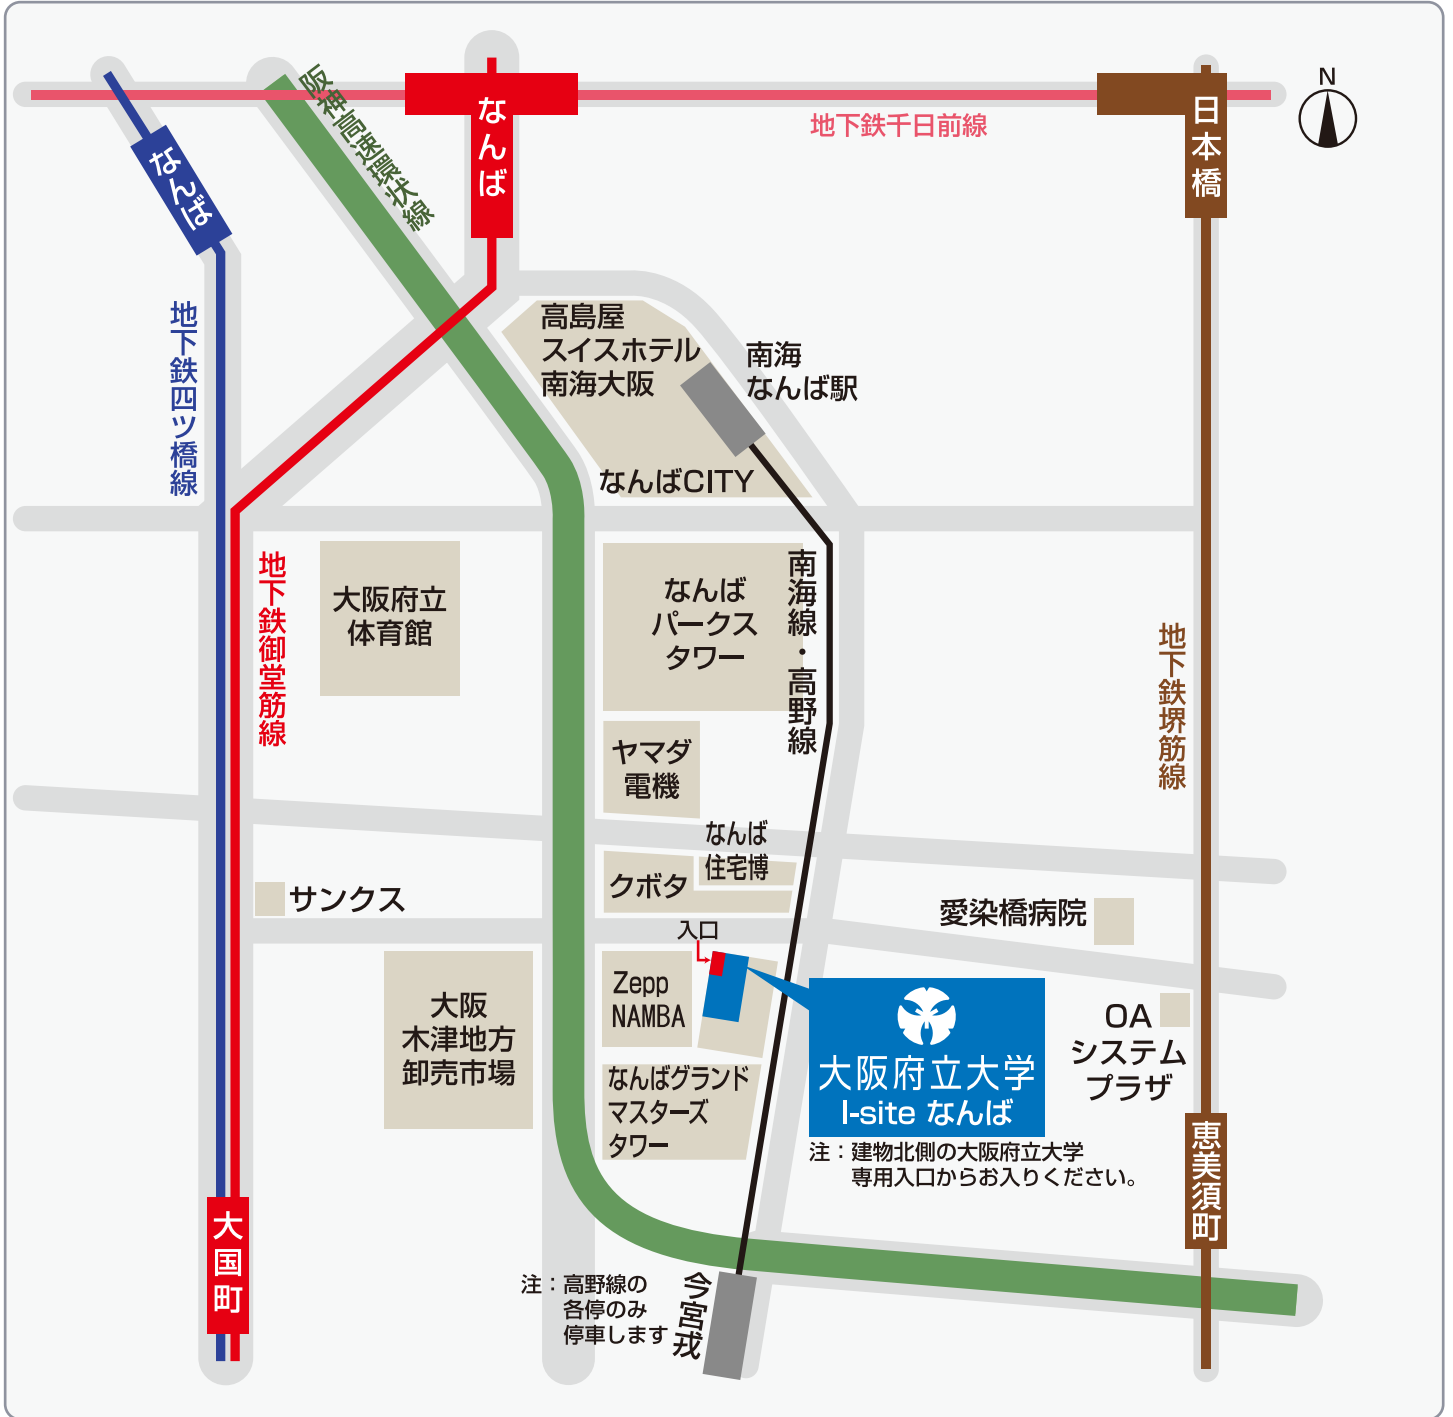 N
阪神高速環状線
なんば
なんば
地下鉄千日前線
日本橋
地下鉄四ツ橋線
高島屋
スイスホテル
南海大阪
南海
なんば駅
なんばCITY
地下鉄御堂筋線
大阪府立
体育館
なんば
パークス
タワー
南海線・高野線
地下鉄堺筋線
ヤマダ
電機
なんば
住宅博
クボタ
サンクス
愛染橋病院
入口
大阪
木津地方
卸売市場
Zepp
NAMBA
大阪府立大学
I-site なんば
OA
システム
プラザ
なんばグランド
マスターズ
タワー
注：建物北側の大阪府立大学
専用入口からお入りください。
恵美須町
大国町
注：高野線の
各停のみ
停車します
今宮戎